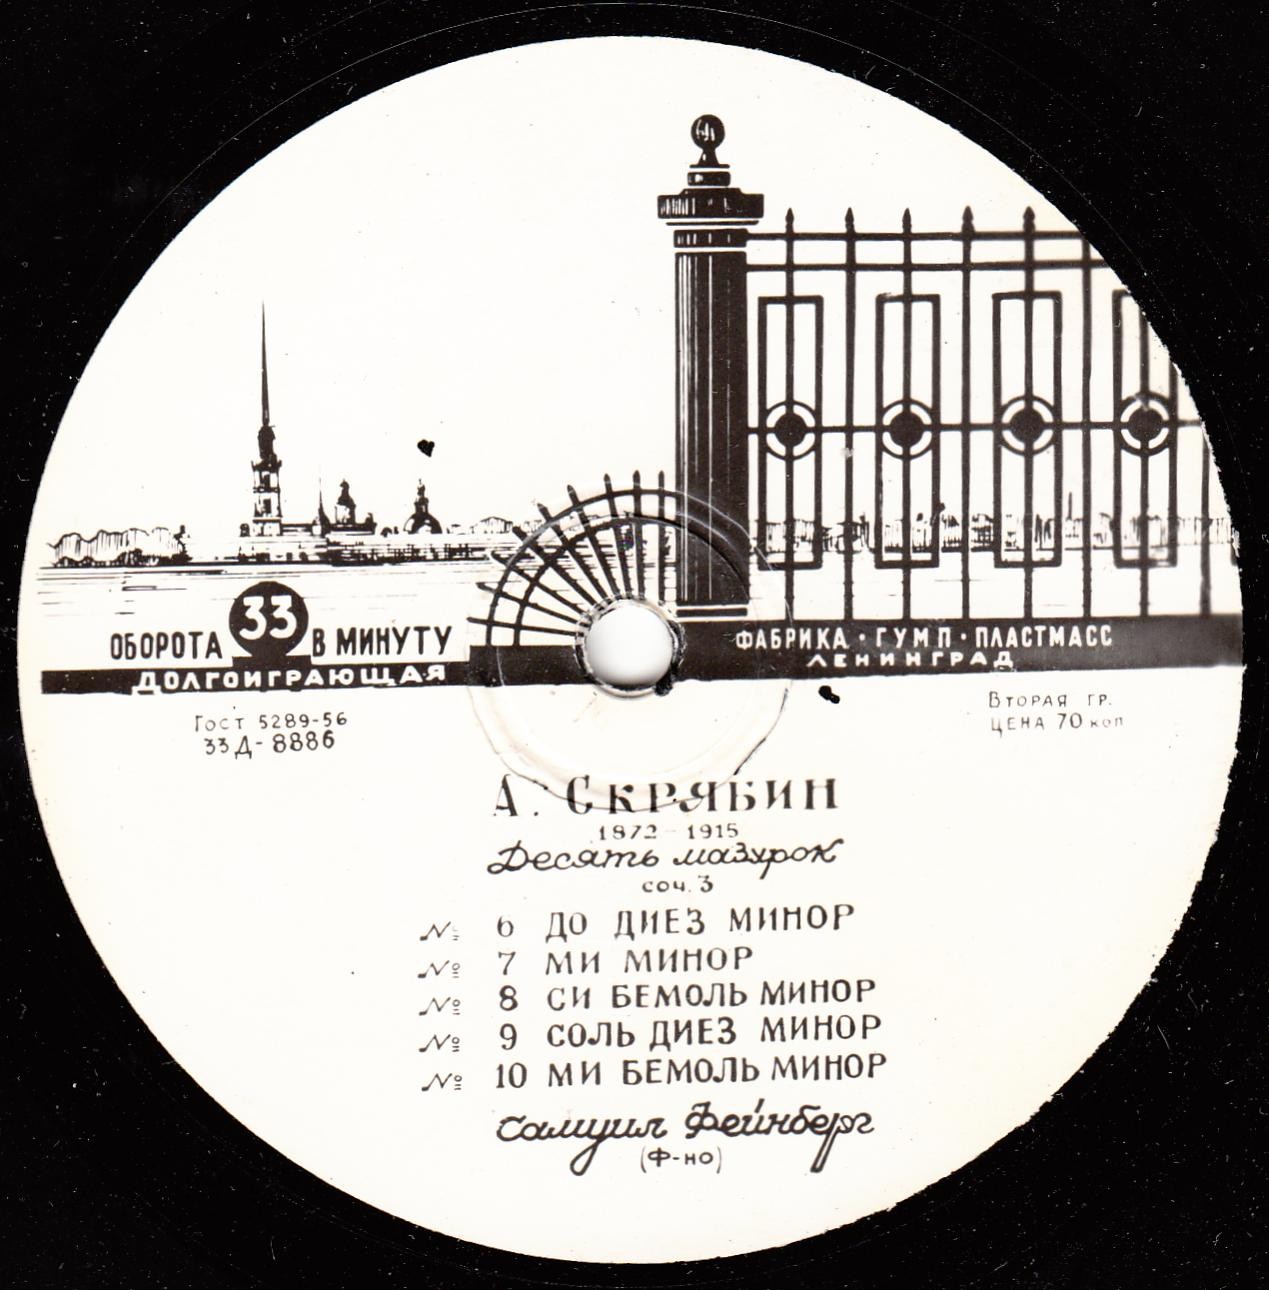 ОБОРОТА 33 В МИНУТУ
ДОЛГОИГРАЮЩАЯ
ФАБРИКА · ГУМП · ПЛАСТМАСС
ЛЕНИНГРАД
Гост 5289-56
33Д-8886
ВТОРАЯ ГР.
ЦЕНА 70 коп
А. СКРЯБИН
1872 - 1915
Десять мазурок
соч. 3
№ 6 ДО ДИЕЗ МИНОР
№ 7 МИ МИНОР
№ 8 СИ БЕМОЛЬ МИНОР
№ 9 СОЛЬ ДИЕЗ МИНОР
№ 10 МИ БЕМОЛЬ МИНОР
Самуил Фейнберг
(Ф-но)